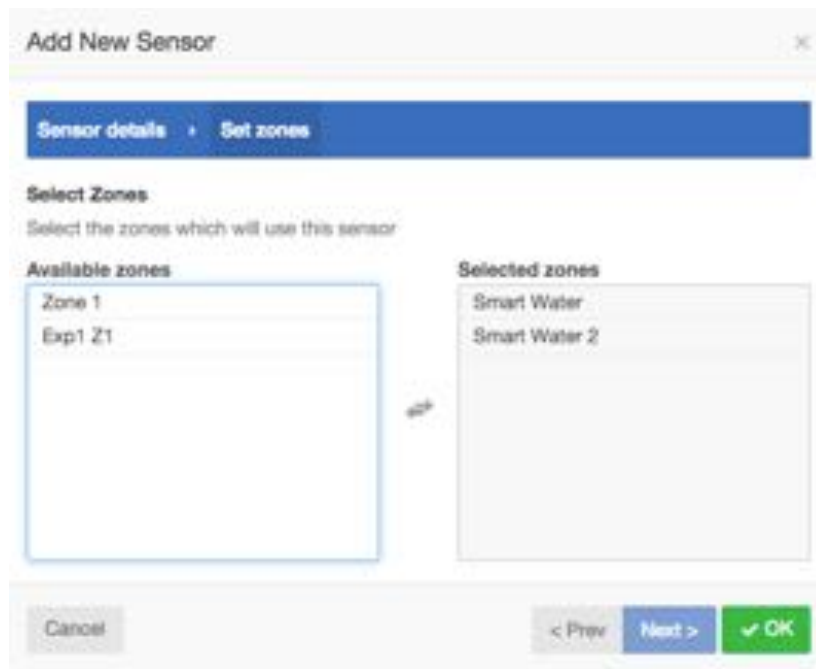 Add New Sensor ×
Sensor details › Set zones
Select Zones
Select the zones which will use this sensor
Available zones
Zone 1
Exp1 Z1
Selected zones
Smart Water
Smart Water 2
Cancel
< Prev
Next >
✓ OK